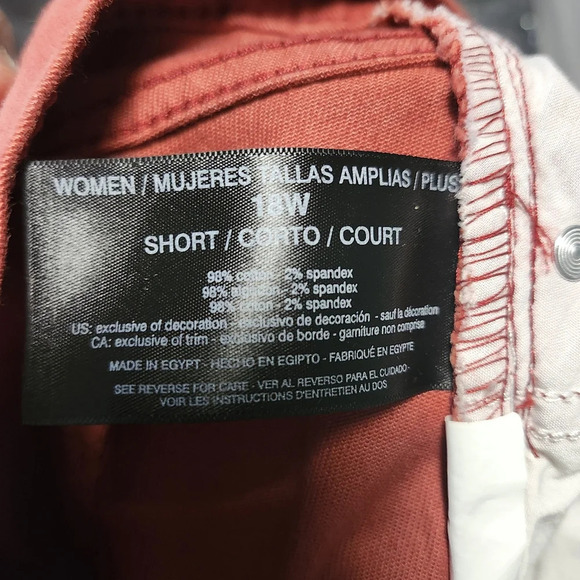 WOMEN / MUJERES TALLAS AMPLIAS / PLUS
18W
SHORT / CORTO / COURT
98% cotton - 2% spandex
98% algodon - 2% spandex
98% coton - 2% spandex
US: exclusive of decoration - exclusivo de decoración - sauf la décoration
CA: exclusive of trim - exclusivo de borde - garniture non comprise
MADE IN EGYPT - HECHO EN EGIPTO - FABRIQUÉ EN EGYPTE
SEE REVERSE FOR CARE - VER AL REVERSO PARA EL CUIDADO -
VOIR LES INSTRUCTIONS D'ENTRETIEN AU DOS